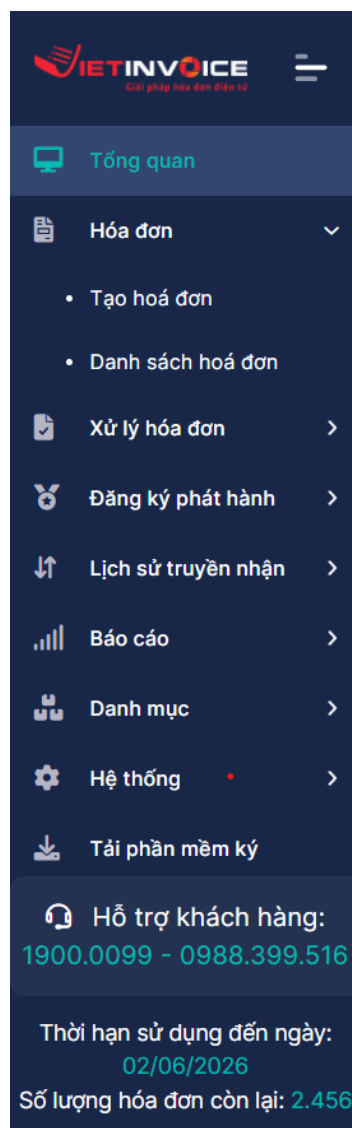 VIETINVOICE
Giải pháp hóa đơn điện tử
Tổng quan
Hóa đơn
• Tạo hoá đơn
• Danh sách hoá đơn
Xử lý hóa đơn
Đăng ký phát hành
Lịch sử truyền nhận
Báo cáo
Danh mục
Hệ thống
Tải phần mềm ký
Hỗ trợ khách hàng:
1900.0099 - 0988.399.516
Thời hạn sử dụng đến ngày:
02/06/2026
Số lượng hóa đơn còn lại: 2.456